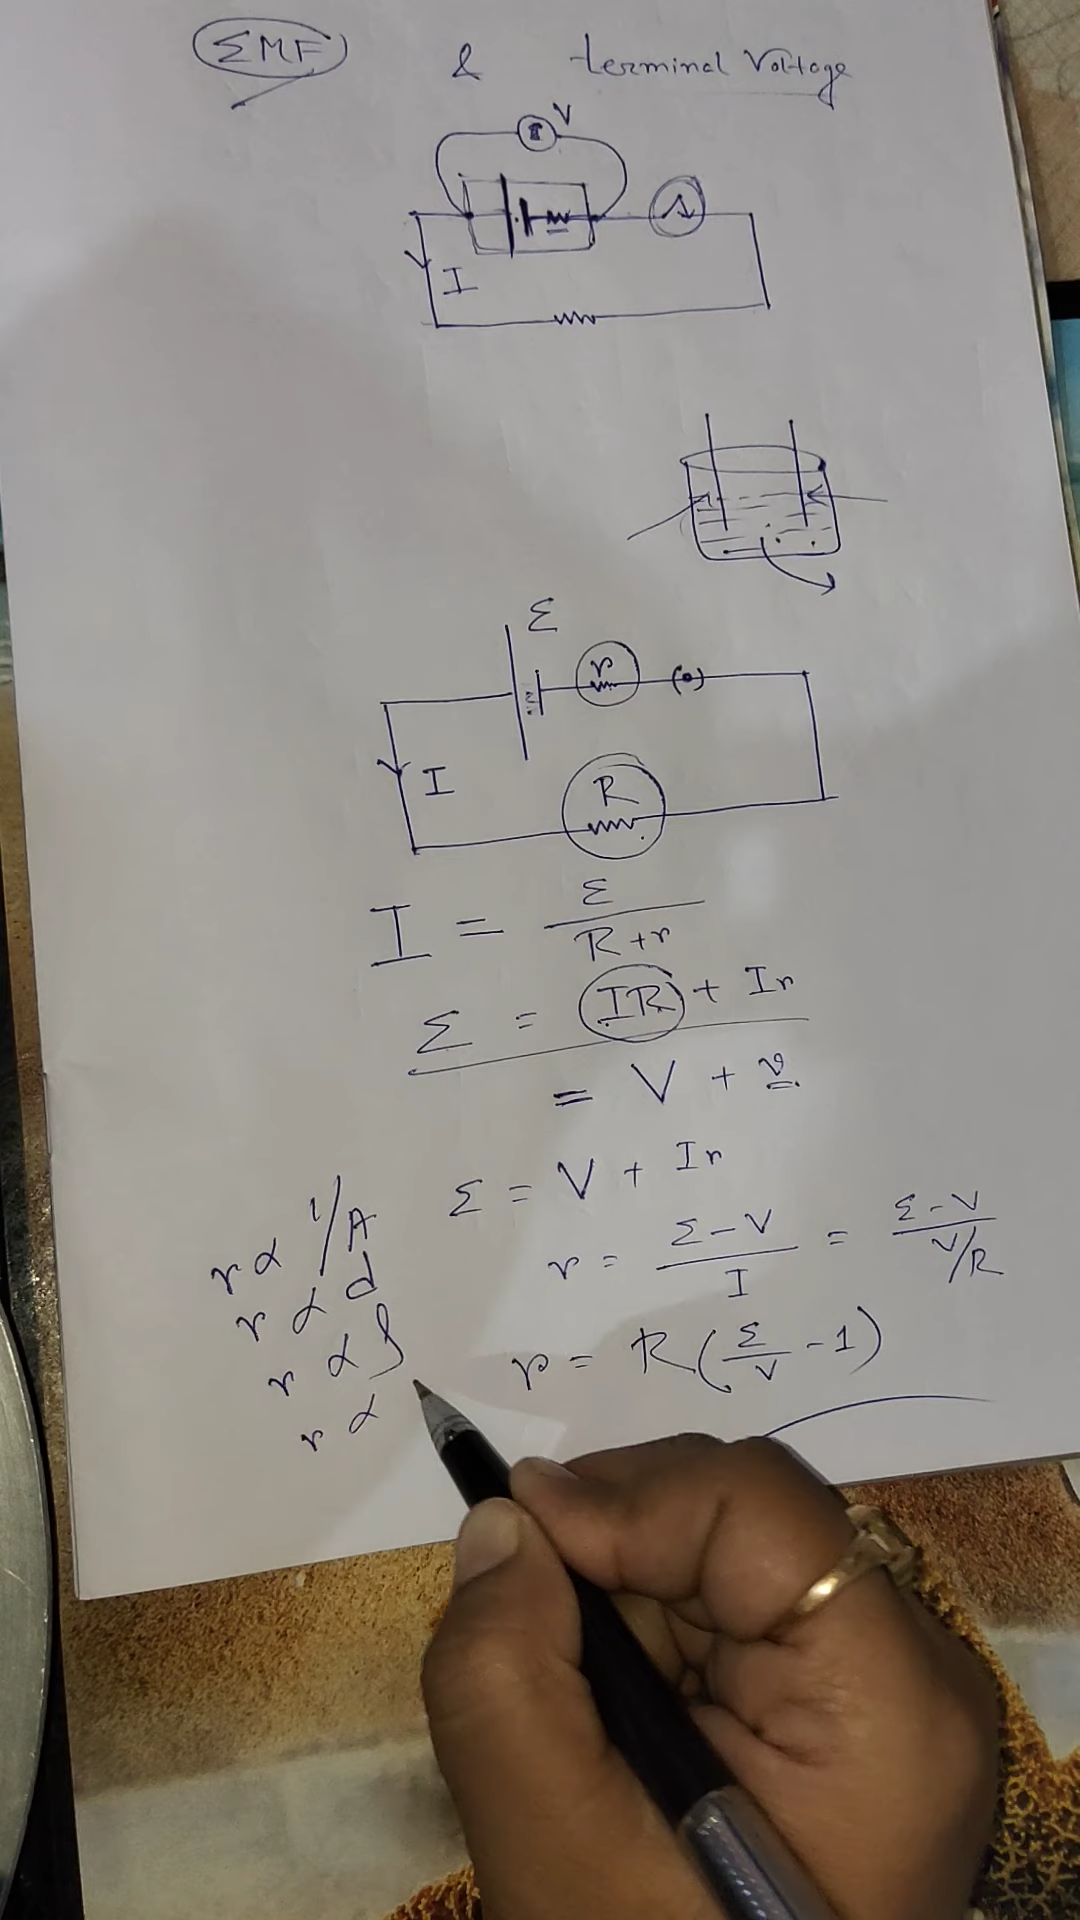 EMF & terminal Voltage
V
A
I
ε
r
I
R
I = ε / R + r
Σ = IR + Ir
= V + v
Σ = V + Ir
r ∝ 1/A
r = Σ - V / I = Σ - V / V/R
r ∝ d
r ∝ ρ
r = R(Σ/V - 1)
r ∝